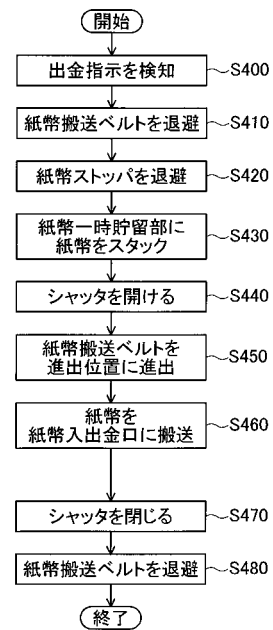 開始
出金指示を検知
S400
紙幣搬送ベルトを退避
S410
紙幣ストッパを退避
S420
紙幣一時貯留部に
紙幣をスタック
S430
シャッタを開ける
S440
紙幣搬送ベルトを
進出位置に進出
S450
紙幣を
紙幣入出金口に搬送
S460
シャッタを閉じる
S470
紙幣搬送ベルトを退避
S480
終了